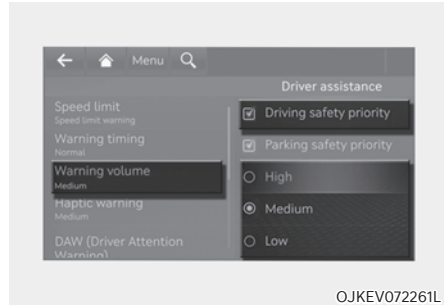 Menu
Driver assistance
Speed limit
Speed limit warning
Warning timing
Normal
Warning volume
Medium
Haptic warning
Medium
DAW (Driver Attention
Warning)
Driving safety priority
Parking safety priority
High
Medium
Low
OJKEV072261L